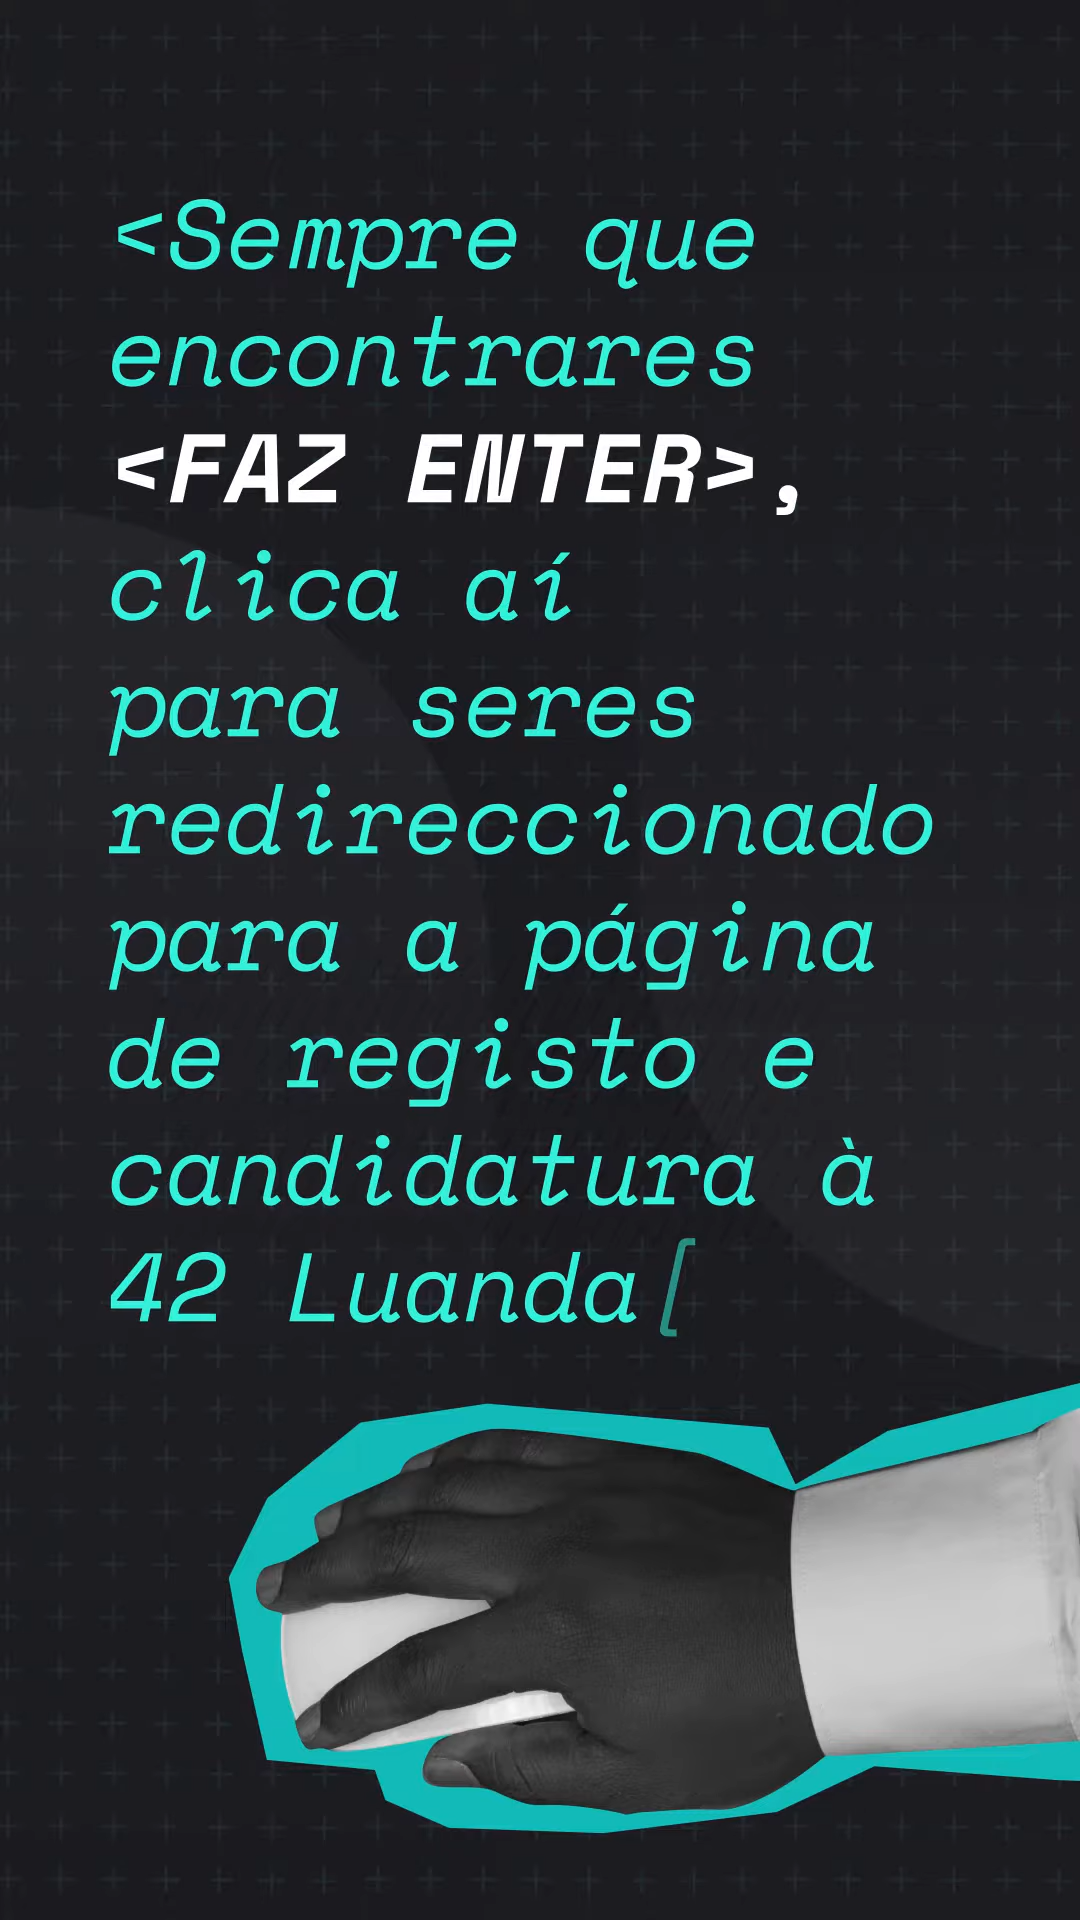 <Sempre que
encontrares
<FAZ ENTER>,
clica aí
para seres
redireccionado
para a página
de registo e
candidatura à
42 Luanda[